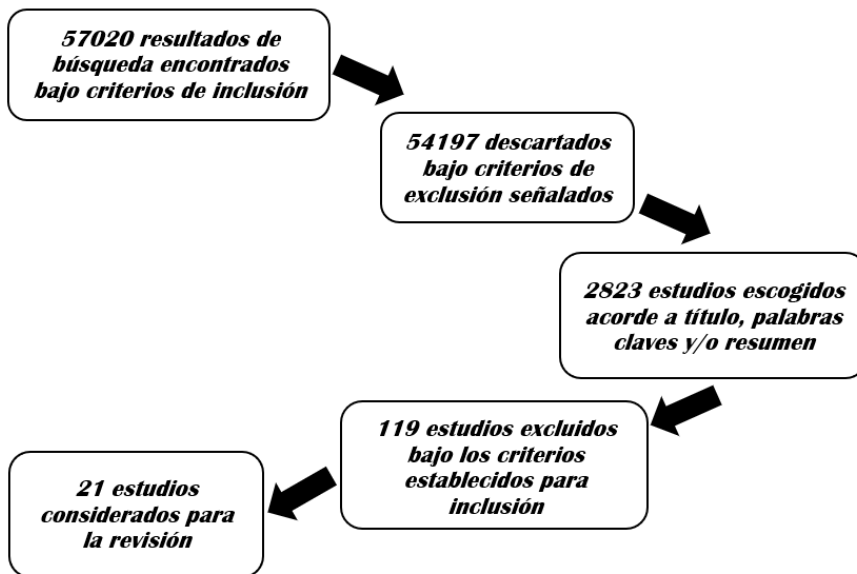 57020 resultados de
búsqueda encontrados
bajo criterios de inclusión
54197 descartados
bajo criterios de
exclusión señalados
2823 estudios escogidos
acorde a título, palabras
claves y/o resumen
119 estudios excluidos
bajo los criterios
establecidos para
inclusión
21 estudios
considerados para
la revisión